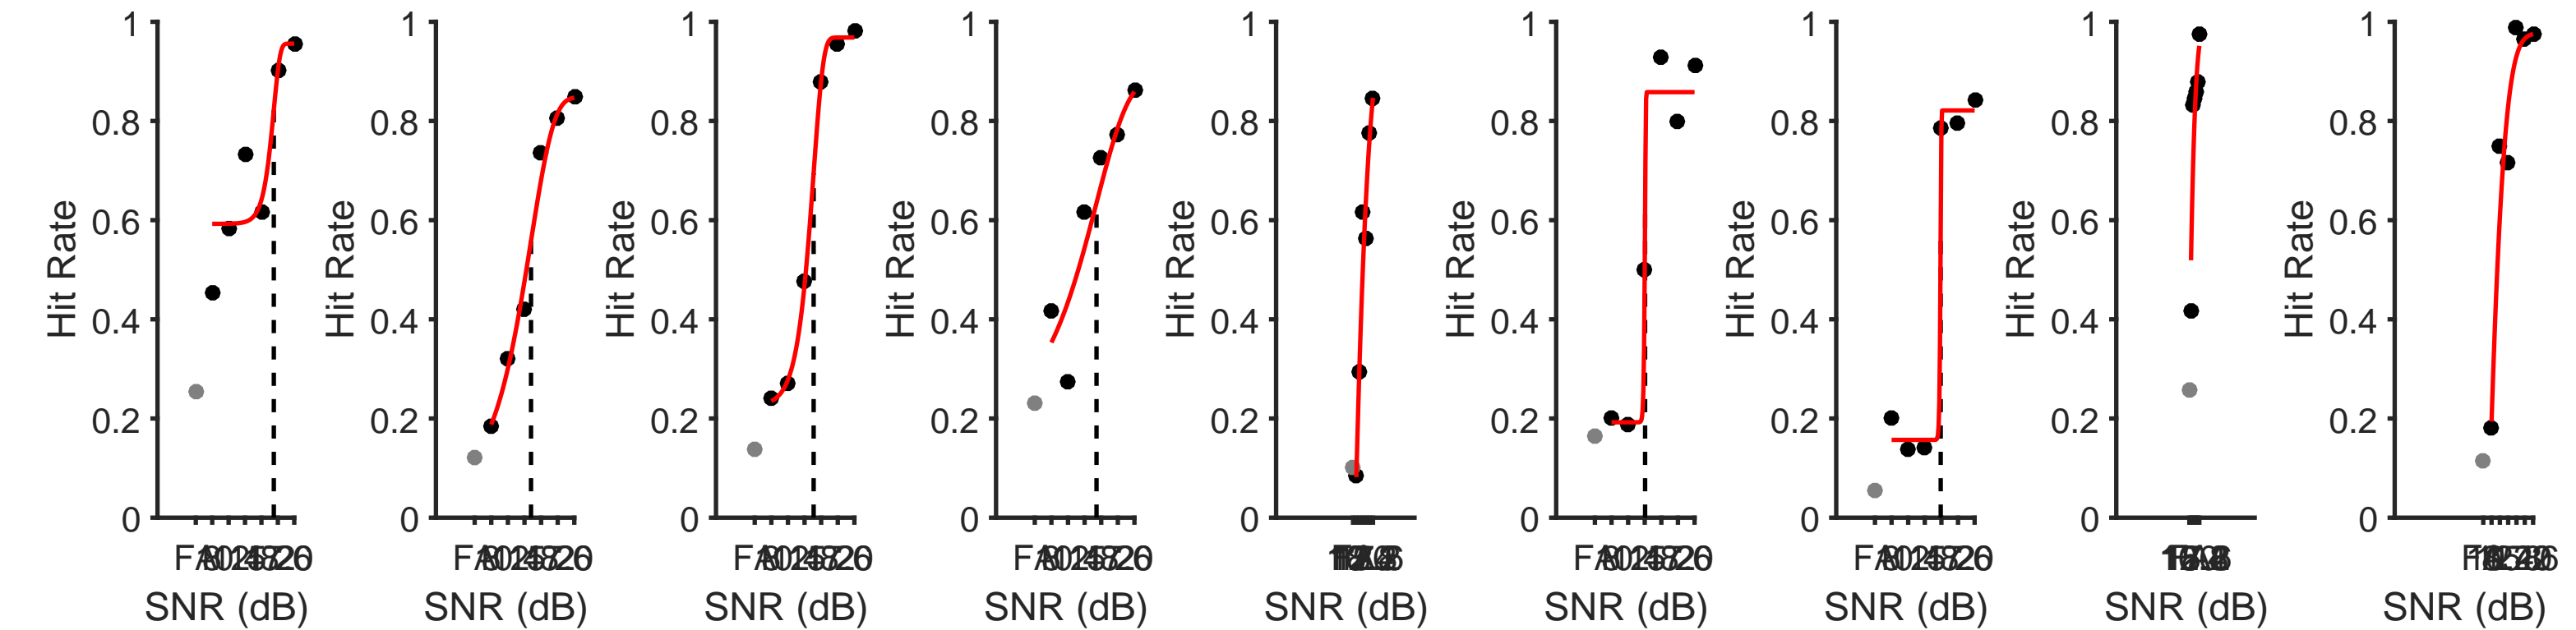 1 1 1 1 1 1 1 1 1
0.8 0.8 0.8 0.8 0.8 0.8 0.8 0.8 0.8
0.6 0.6 0.6 0.6 0.6 0.6 0.6 0.6 0.6
Hit Rate Hit Rate Hit Rate Hit Rate Hit Rate Hit Rate Hit Rate Hit Rate Hit Rate
0.4 0.4 0.4 0.4 0.4 0.4 0.4 0.4 0.4
0.2 0.2 0.2 0.2 0.2 0.2 0.2 0.2 0.2
0 0 0 0 0 0 0 0 0
SNR (dB) SNR (dB) SNR (dB) SNR (dB) SNR (dB) SNR (dB) SNR (dB) SNR (dB) SNR (dB)